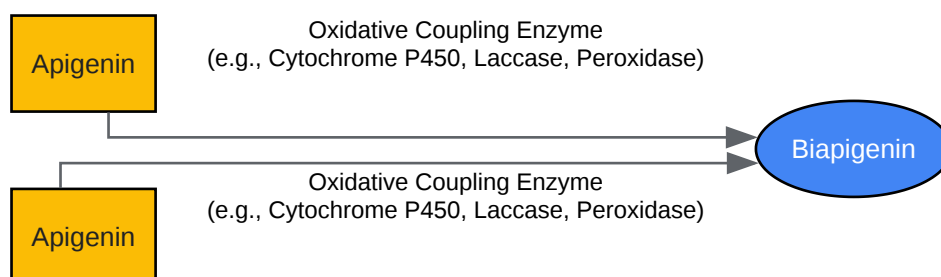 Oxidative Coupling Enzyme
(e.g., Cytochrome P450, Laccase, Peroxidase)
Apigenin
Biapigenin
Oxidative Coupling Enzyme
(e.g., Cytochrome P450, Laccase, Peroxidase)
Apigenin